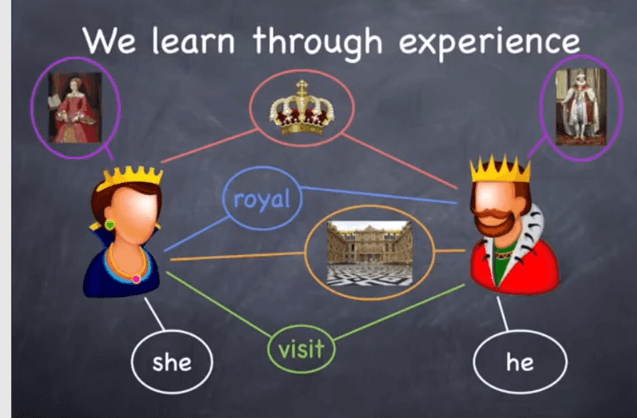 We learn through experience
royal
visit
she
he